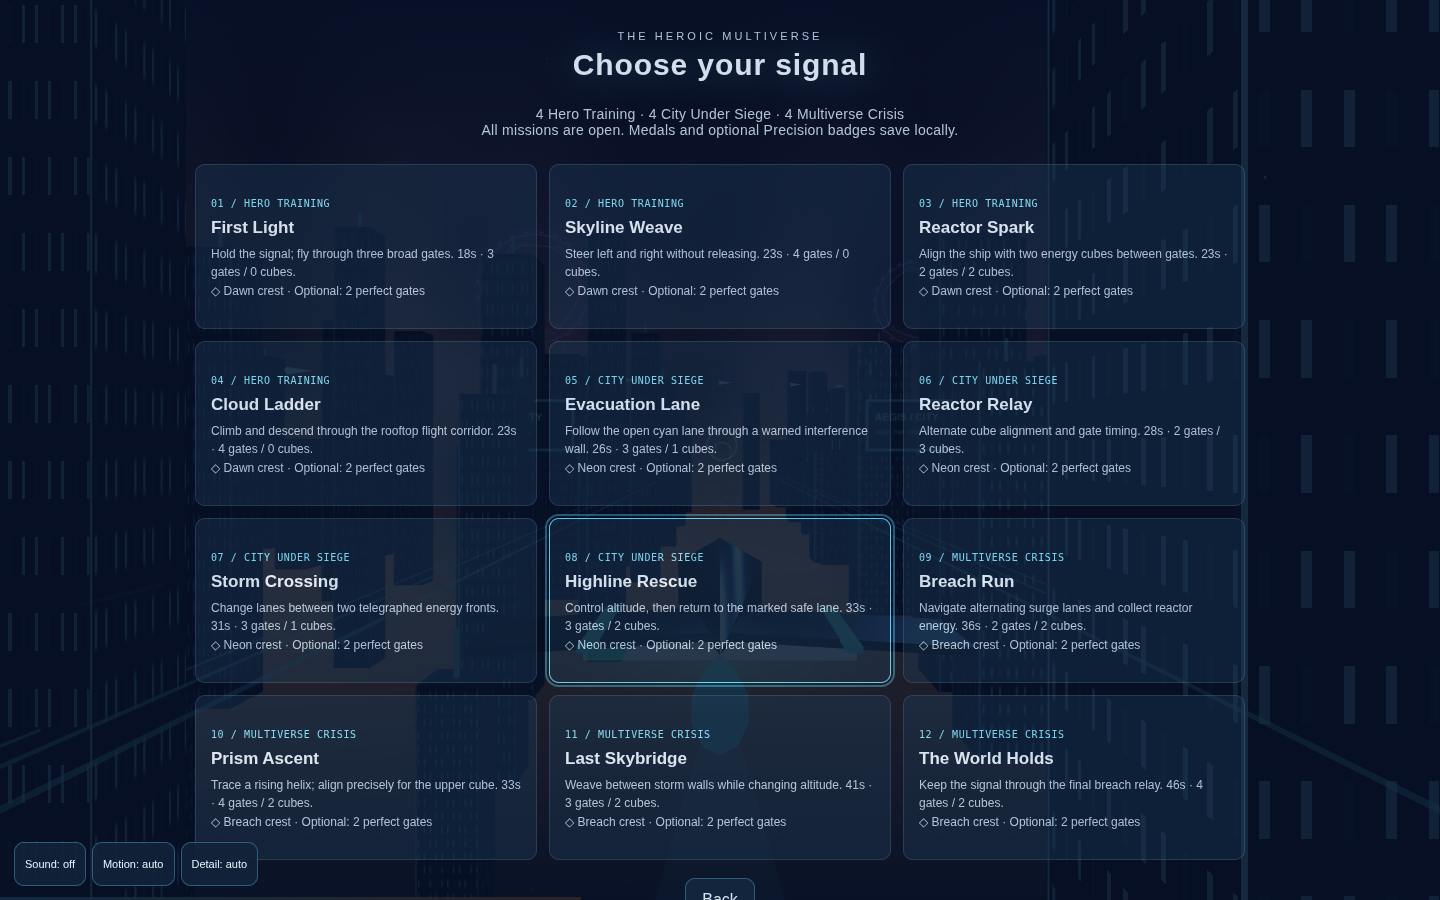 THE HEROIC MULTIVERSE
Choose your signal
4 Hero Training · 4 City Under Siege · 4 Multiverse Crisis
All missions are open. Medals and optional Precision badges save locally.
01 / HERO TRAINING
First Light
Hold the signal; fly through three broad gates. 18s · 3
gates / 0 cubes.
◇ Dawn crest · Optional: 2 perfect gates
02 / HERO TRAINING
Skyline Weave
Steer left and right without releasing. 23s · 4 gates / 0
cubes.
◇ Dawn crest · Optional: 2 perfect gates
03 / HERO TRAINING
Reactor Spark
Align the ship with two energy cubes between gates. 23s ·
2 gates / 2 cubes.
◇ Dawn crest · Optional: 2 perfect gates
04 / HERO TRAINING
Cloud Ladder
Climb and descend through the rooftop flight corridor. 23s
· 4 gates / 0 cubes.
◇ Dawn crest · Optional: 2 perfect gates
05 / CITY UNDER SIEGE
Evacuation Lane
Follow the open cyan lane through a warned interference
wall. 26s · 3 gates / 1 cubes.
◇ Neon crest · Optional: 2 perfect gates
06 / CITY UNDER SIEGE
Reactor Relay
Alternate cube alignment and gate timing. 28s · 2 gates /
3 cubes.
◇ Neon crest · Optional: 2 perfect gates
TY
AEGIS / CITY
07 / CITY UNDER SIEGE
Storm Crossing
Change lanes between two telegraphed energy fronts.
31s · 3 gates / 1 cubes.
◇ Neon crest · Optional: 2 perfect gates
08 / CITY UNDER SIEGE
Highline Rescue
Control altitude, then return to the marked safe lane. 33s ·
3 gates / 2 cubes.
◇ Neon crest · Optional: 2 perfect gates
09 / MULTIVERSE CRISIS
Breach Run
Navigate alternating surge lanes and collect reactor
energy. 36s · 2 gates / 2 cubes.
◇ Breach crest · Optional: 2 perfect gates
10 / MULTIVERSE CRISIS
Prism Ascent
Trace a rising helix; align precisely for the upper cube. 33s
· 4 gates / 2 cubes.
◇ Breach crest · Optional: 2 perfect gates
11 / MULTIVERSE CRISIS
Last Skybridge
Weave between storm walls while changing altitude. 41s ·
3 gates / 2 cubes.
◇ Breach crest · Optional: 2 perfect gates
12 / MULTIVERSE CRISIS
The World Holds
Keep the signal through the final breach relay. 46s · 4
gates / 2 cubes.
◇ Breach crest · Optional: 2 perfect gates
Sound: off
Motion: auto
Detail: auto
Back